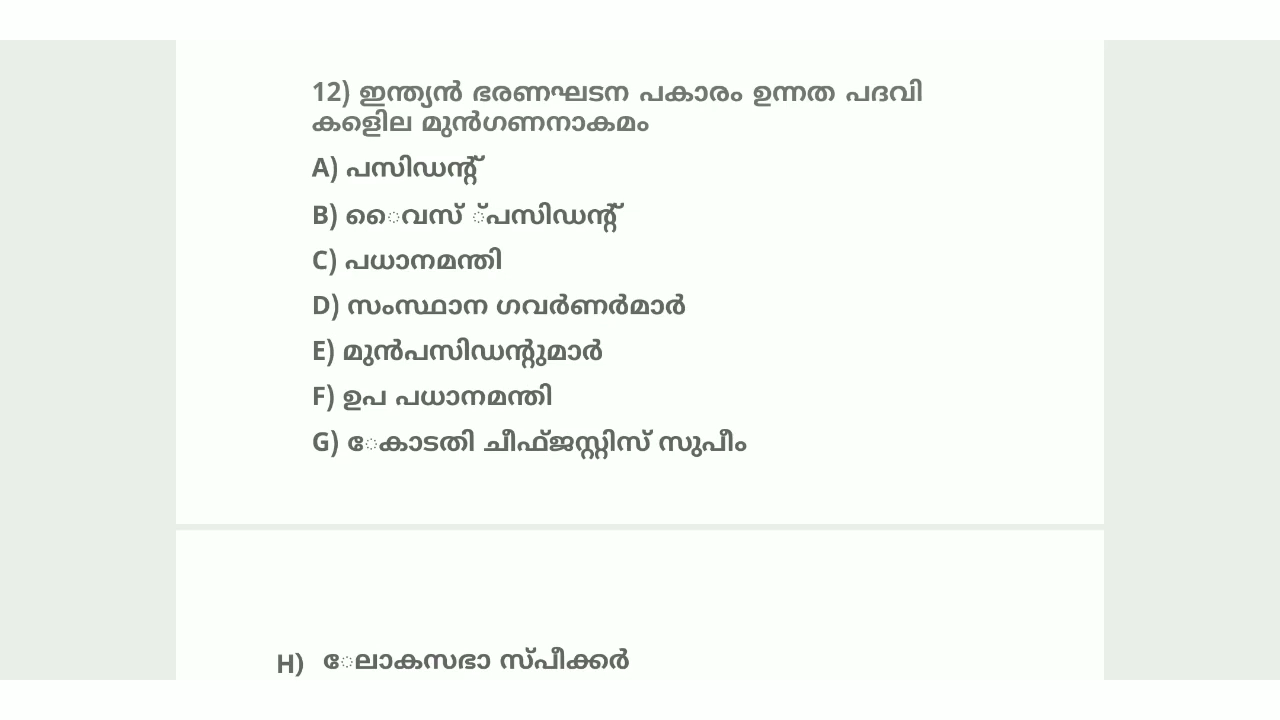 12) ഇന്ത്യൻ ഭരണഘടന പകാരം ഉന്നത പദവി
കളിെല മുൻഗണനാകമം
A) പസിഡന്റ്
B) ൈെവസ് ്പസിഡന്റ്
C) പധാനമന്തി
D) സംസ്ഥാന ഗവർണർമാർ
E) മുൻപസിഡന്റുമാർ
F) ഉപ പധാനമന്തി
G) േകാടതി ചീഫ്ജസ്റ്റിസ് സുപീം
H) േലാകസഭാ സ്പീക്കർ